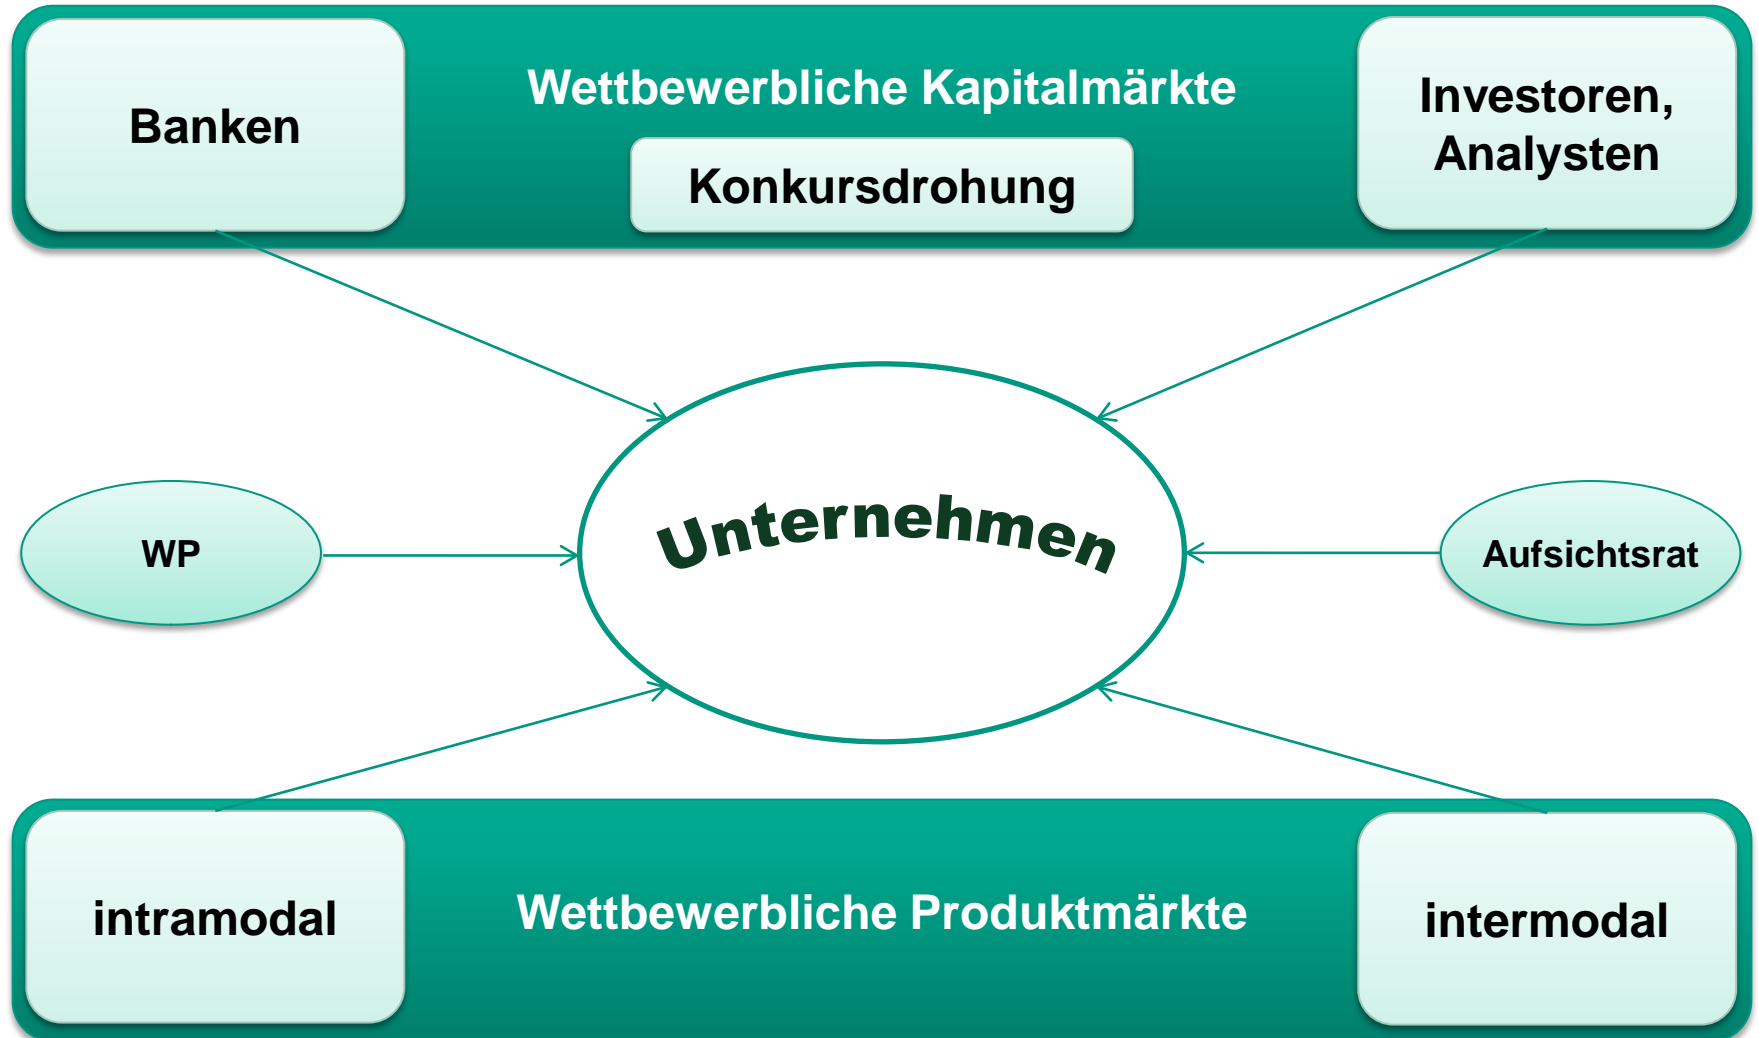 Banken
Wettbewerbliche Kapitalmärkte
Konkursdrohung
Investoren,
Analysten
WP
Unternehmen
Aufsichtsrat
intramodal
Wettbewerbliche Produktmärkte
intermodal